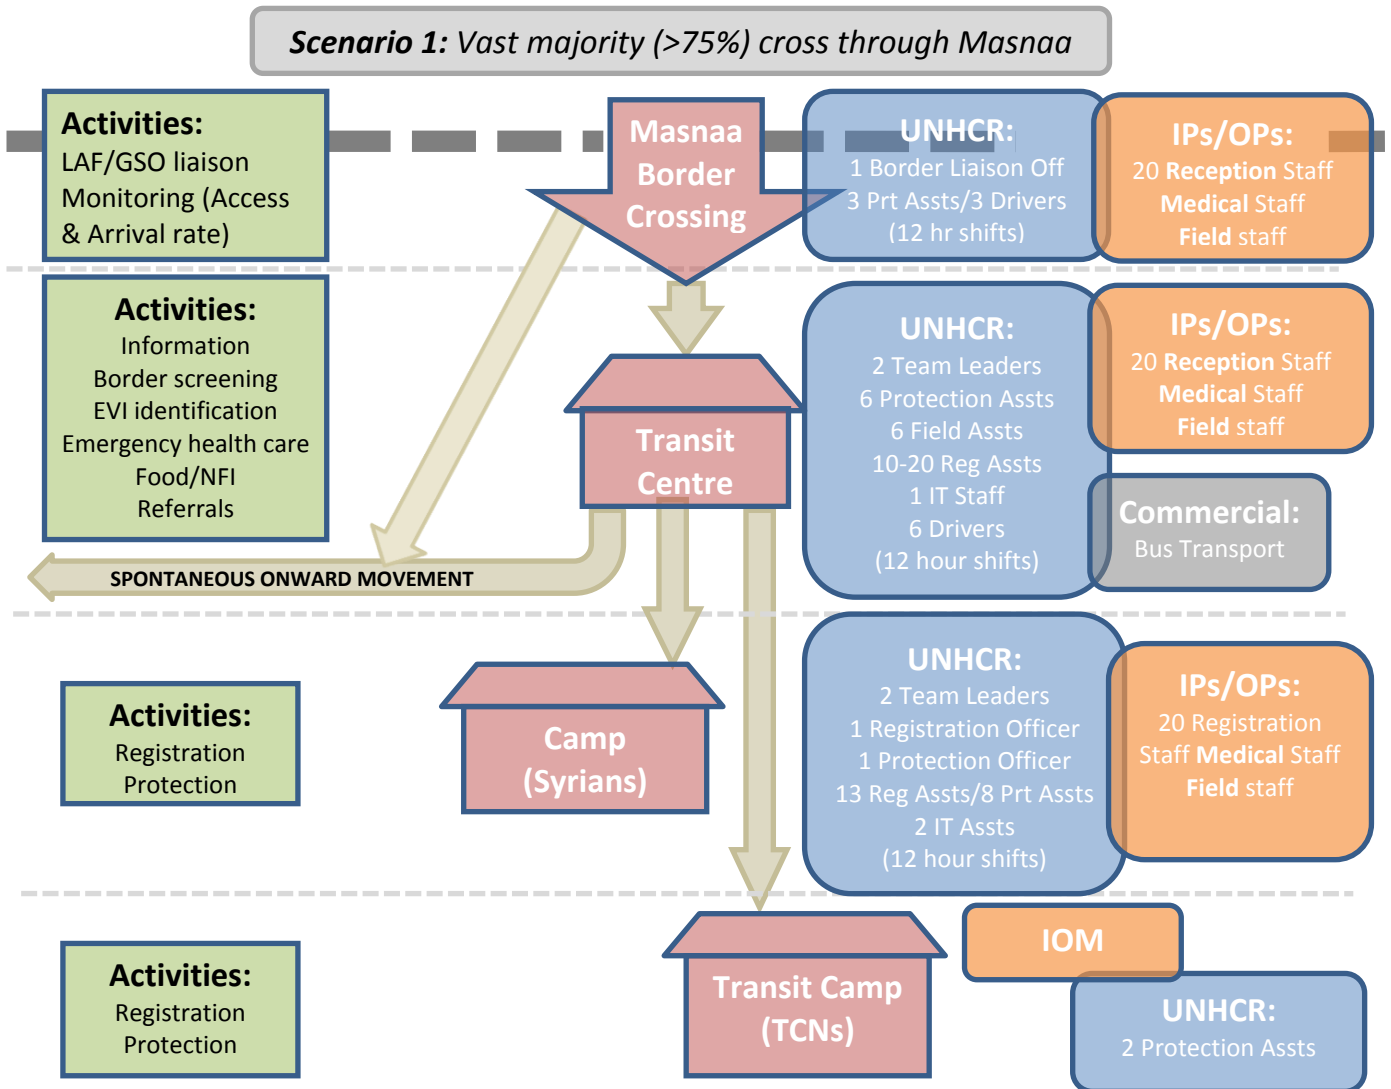 Scenario 1: Vast majority (>75%) cross through Masnaa
Activities:
LAF/GSO liaison
Monitoring (Access
& Arrival rate)
Masnaa
Border
Crossing
UNHCR:
1 Border Liaison Off
3 Prt Assts/3 Drivers
(12 hr shifts)
IPs/OPs:
20 Reception Staff
Medical Staff
Field staff
Activities:
Information
Border screening
EVI identification
Emergency health care
Food/NFI
Referrals
Transit
Centre
UNHCR:
2 Team Leaders
6 Protection Assts
6 Field Assts
10-20 Reg Assts
1 IT Staff
6 Drivers
(12 hour shifts)
IPs/OPs:
20 Reception Staff
Medical Staff
Field staff
Commercial:
Bus Transport
SPONTANEOUS ONWARD MOVEMENT
Activities:
Registration
Protection
Camp
(Syrians)
UNHCR:
2 Team Leaders
1 Registration Officer
1 Protection Officer
13 Reg Assts/8 Prt Assts
2 IT Assts
(12 hour shifts)
IPs/OPs:
20 Registration
Staff Medical Staff
Field staff
Activities:
Registration
Protection
Transit Camp
(TCNs)
IOM
UNHCR:
2 Protection Assts